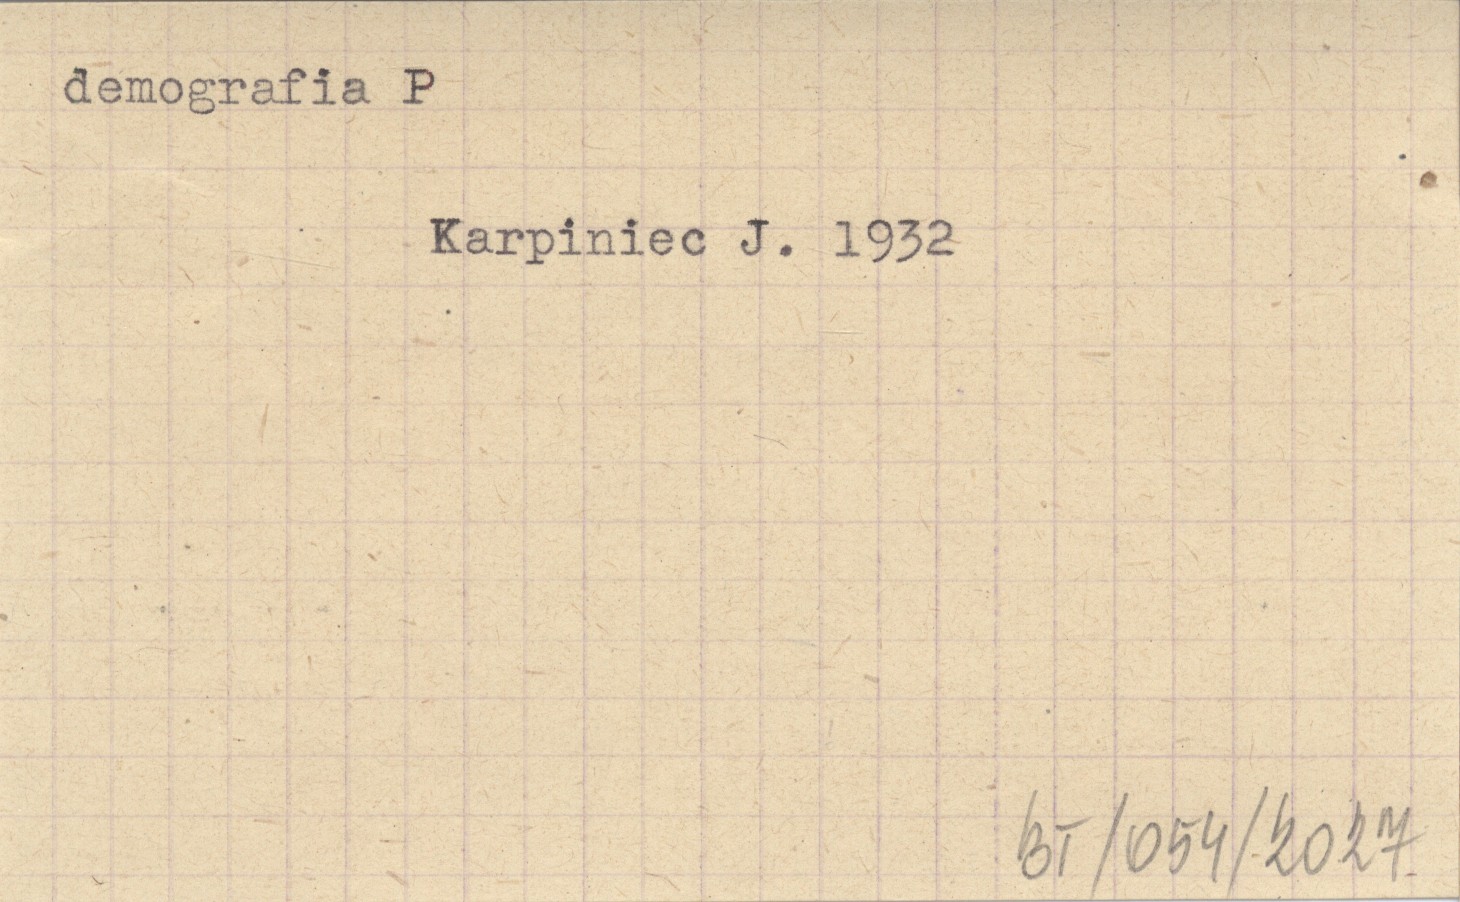 demografia P
Karpiniec J. 1932
BT/054/2027